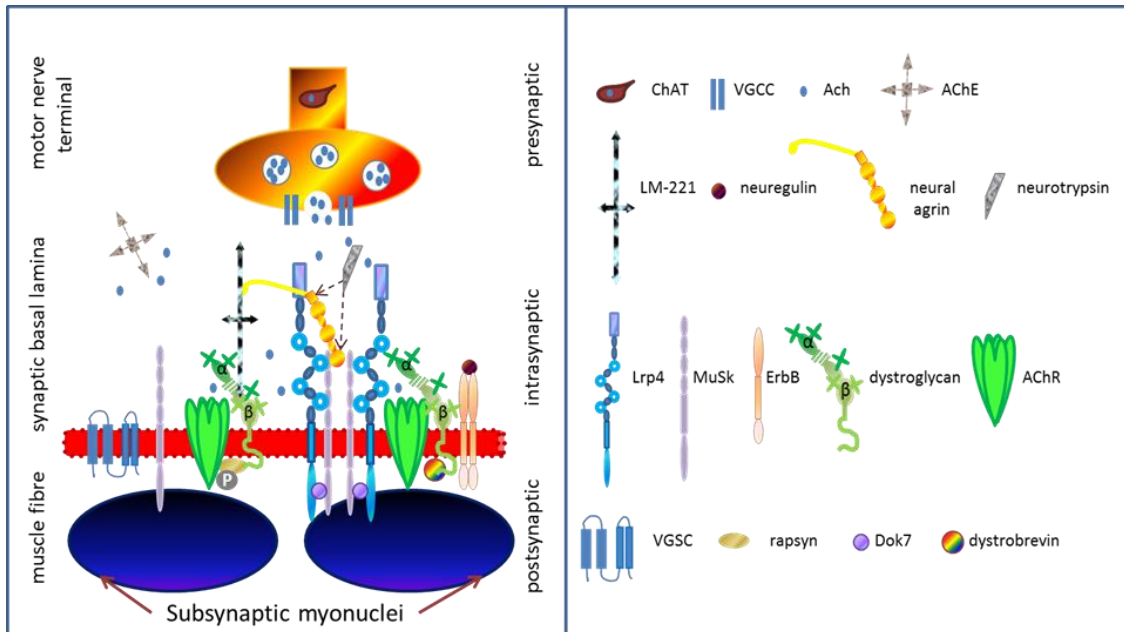 motor nerve
terminal
presynaptic
synaptic basal lamina
intrasynaptic
α
β
α
β
P
muscle fibre
postsynaptic
Subsynaptic myonuclei
ChAT
VGCC
Ach
AChE
LM-221
neuregulin
neural
agrin
neurotrypsin
Lrp4
MuSk
ErbB
α
β
dystroglycan
AChR
VGSC
rapsyn
Dok7
dystrobrevin